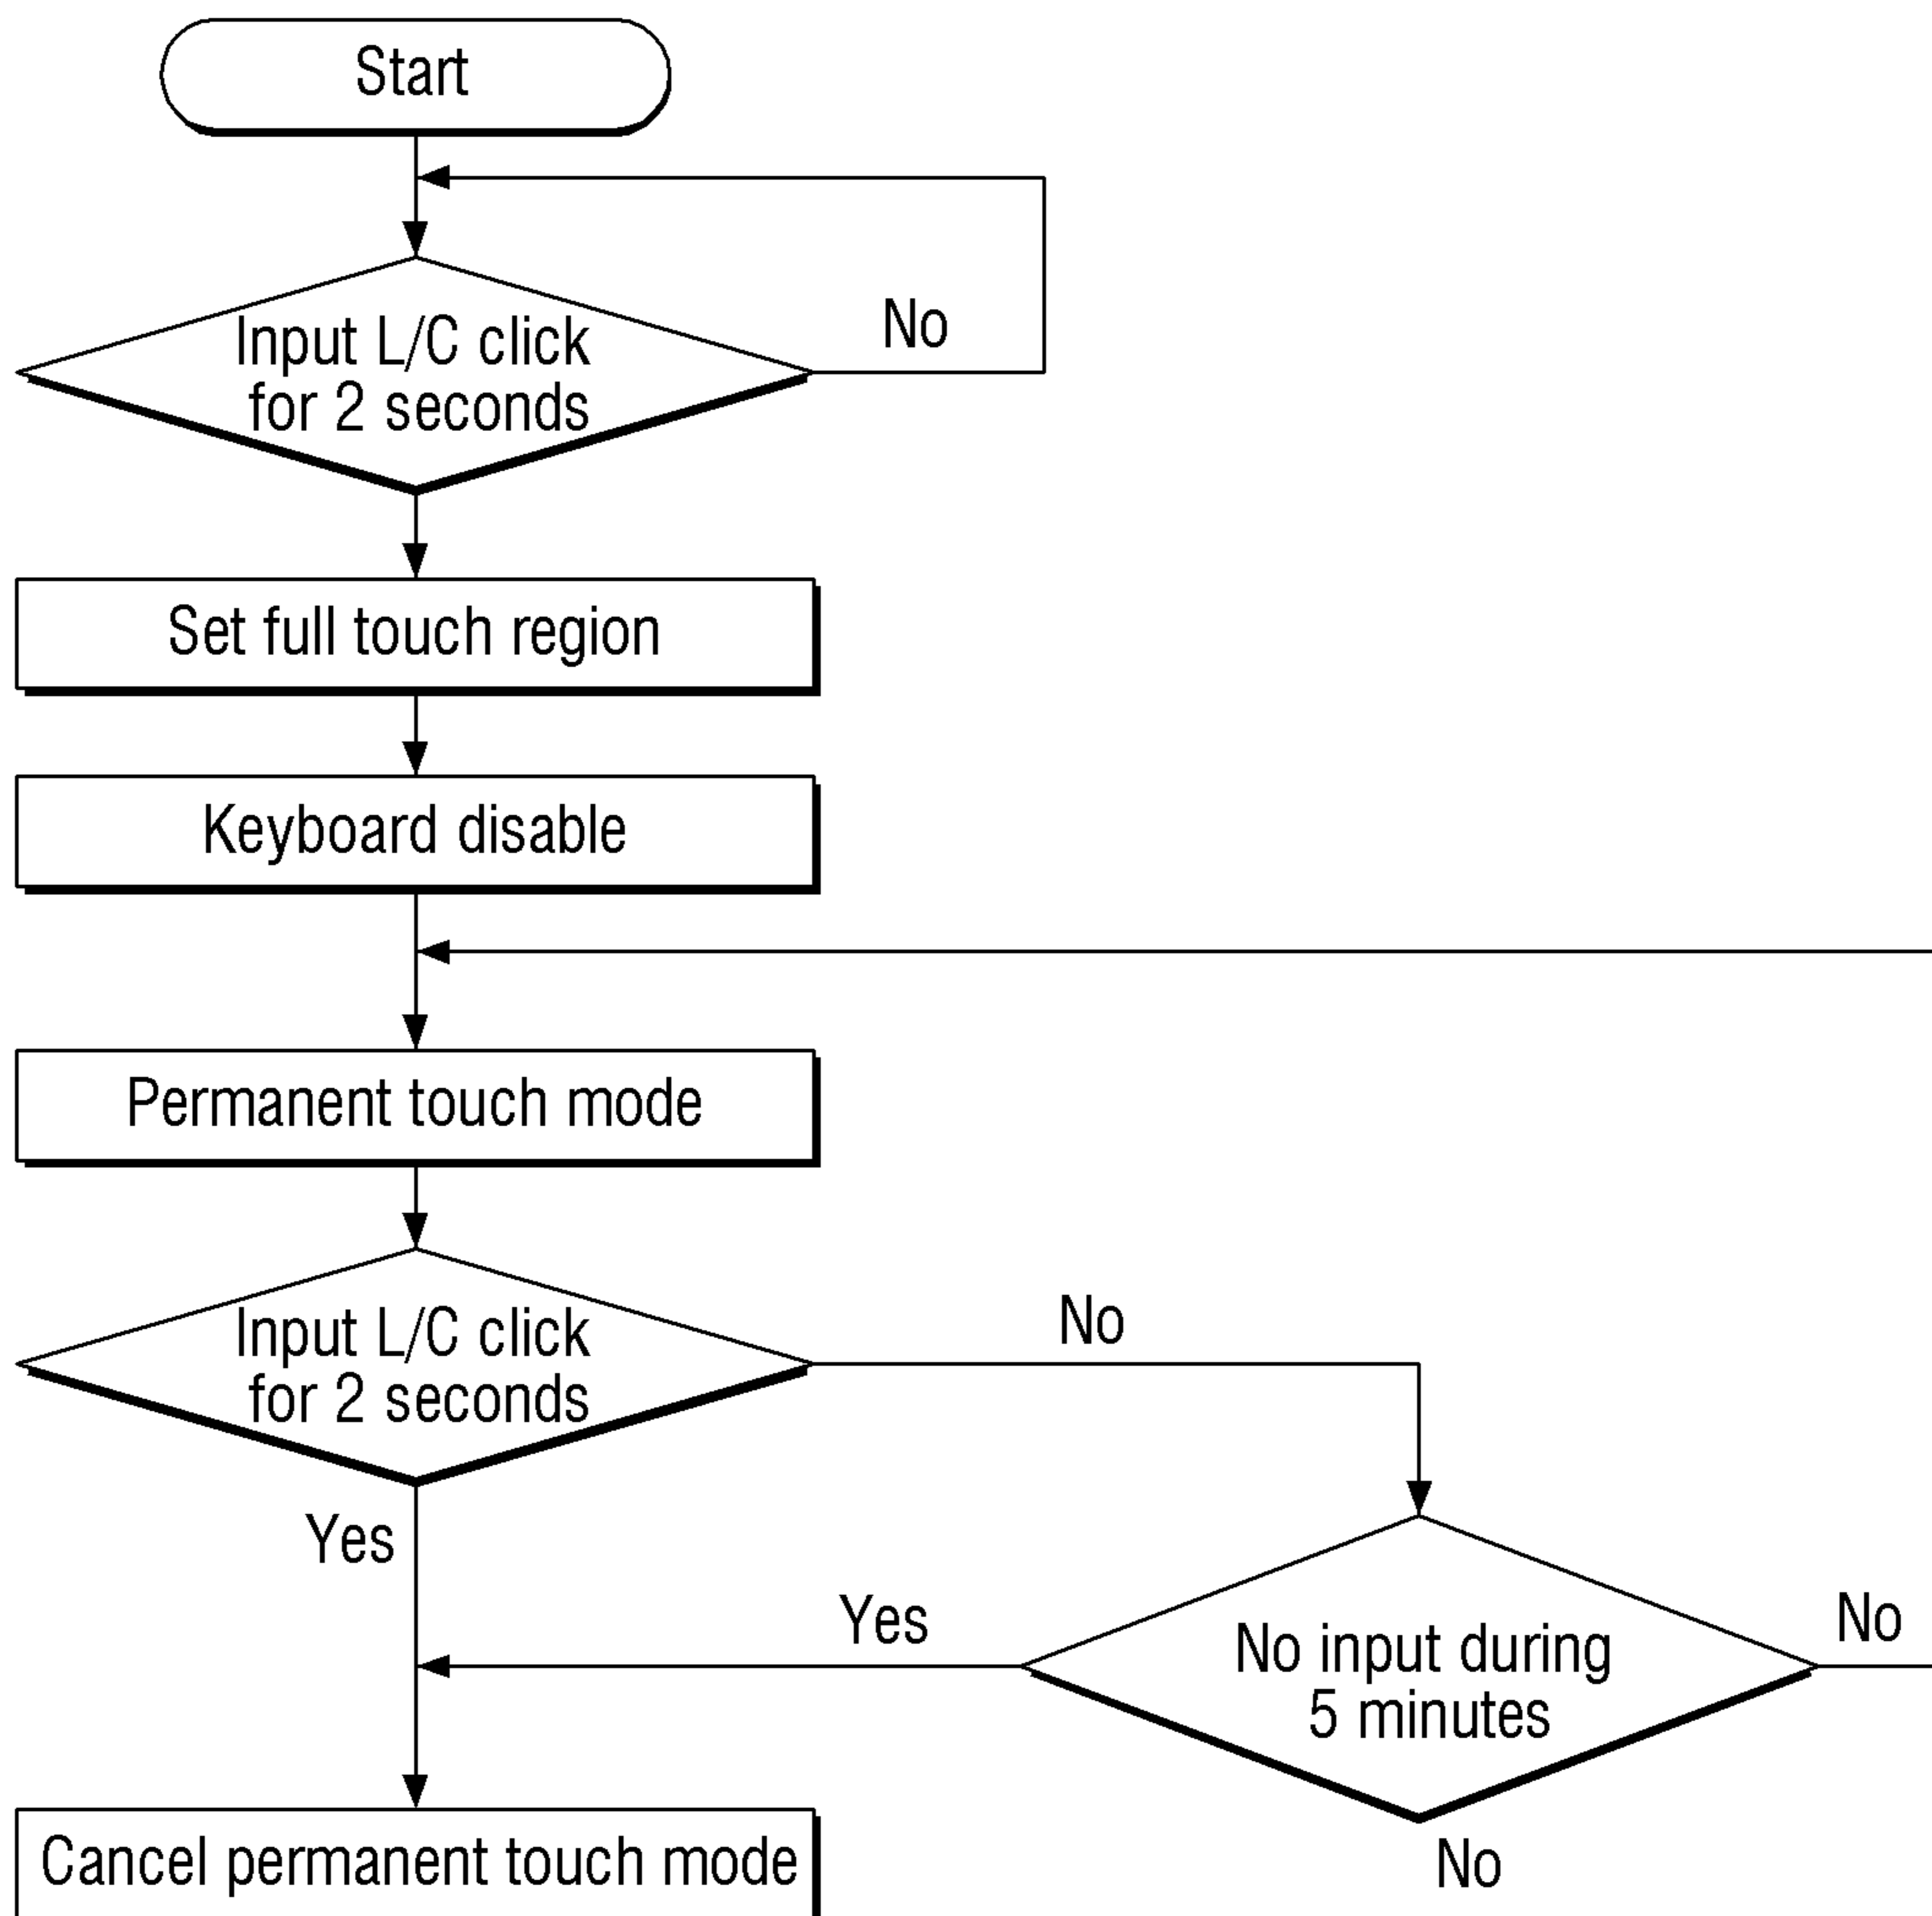 Start
Input L/C click
for 2 seconds
No
Set full touch region
Keyboard disable
Permanent touch mode
Input L/C click
for 2 seconds
No
Yes
Yes
No input during
5 minutes
No
Cancel permanent touch mode
No